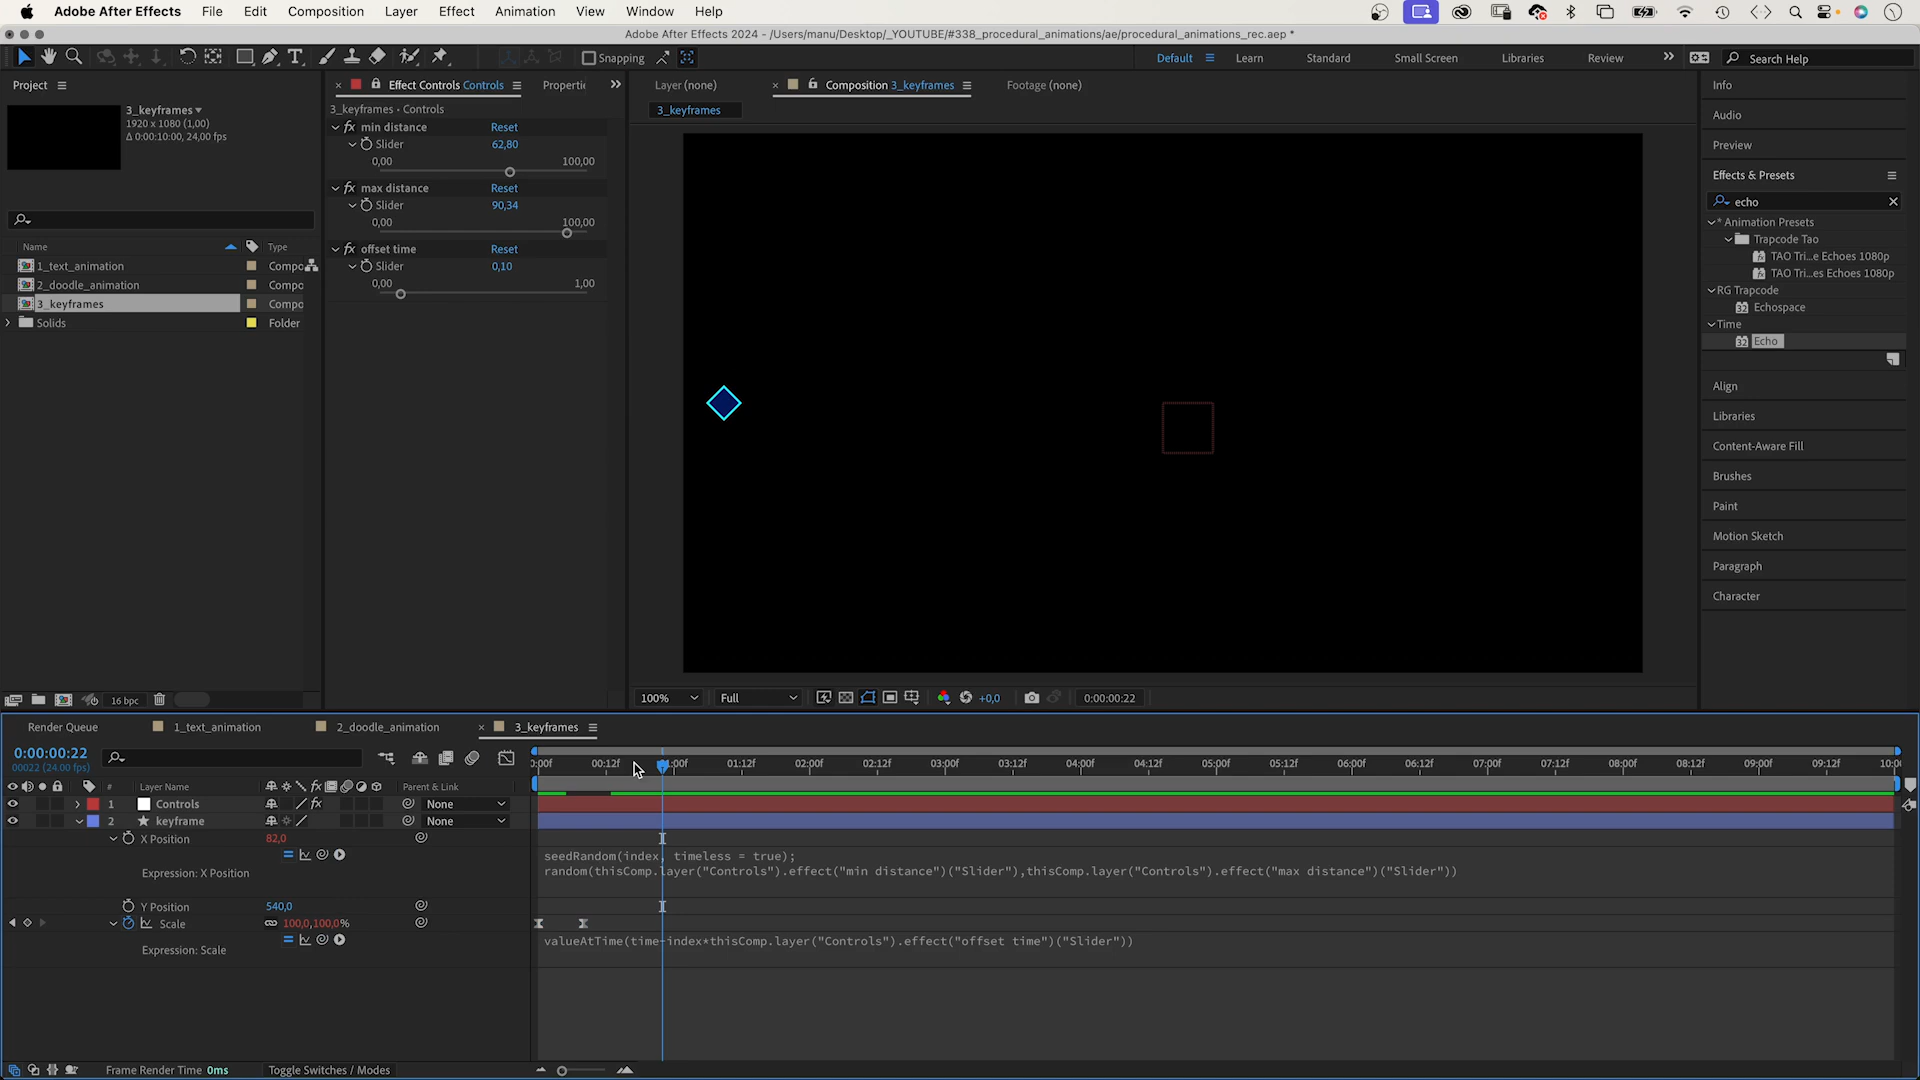 Adobe After Effects File Edit Composition Layer Effect Animation View Window Help
Adobe After Effects 2024 - /Users/manu/Desktop/_YOUTUBE/#338_procedural_animations/ae/procedural_animations_rec.aep *
Snapping Default Learn Standard Small Screen Libraries Review Search Help
Project
3_keyframes
1920 x 1080 (1,00)
Δ 0:00:10:00, 24,00 fps
Name Type
1_text_animation Compo
2_doodle_animation Compo
3_keyframes Compo
Solids Folder
16 bpc
Effect Controls Controls Properti
3_keyframes • Controls
fx min distance Reset
Slider 62,80
0,00 100,00
fx max distance Reset
Slider 90,34
0,00 100,00
fx offset time Reset
Slider 0,10
0,00 1,00
Layer (none) Composition 3_keyframes Footage (none)
3_keyframes
100% Full +0,0 0:00:00:22
Info
Audio
Preview
Effects & Presets
echo
* Animation Presets
Trapcode Tao
TAO Tri...e Echoes 1080p
TAO Tri...es Echoes 1080p
RG Trapcode
32 Echospace
Time
32 Echo
Align
Libraries
Content-Aware Fill
Brushes
Paint
Motion Sketch
Paragraph
Character
Render Queue 1_text_animation 2_doodle_animation 3_keyframes
0:00:00:22
00022 (24.00 fps)
:00f 00:12f 1:00f 01:12f 02:00f 02:12f 03:00f 03:12f 04:00f 04:12f 05:00f 05:12f 06:00f 06:12f 07:00f 07:12f 08:00f 08:12f 09:00f 09:12f 10:0
# Layer Name fx Parent & Link
1 Controls fx None
2 keyframe None
X Position 82,0
seedRandom(index, timeless = true);
random(thisComp.layer("Controls").effect("min distance")("Slider"),thisComp.layer("Controls").effect("max distance")("Slider"))
Expression: X Position
Y Position 540,0
Scale 100,0,100,0%
valueAtTime(time-index*thisComp.layer("Controls").effect("offset time")("Slider"))
Expression: Scale
Frame Render Time 0ms Toggle Switches / Modes